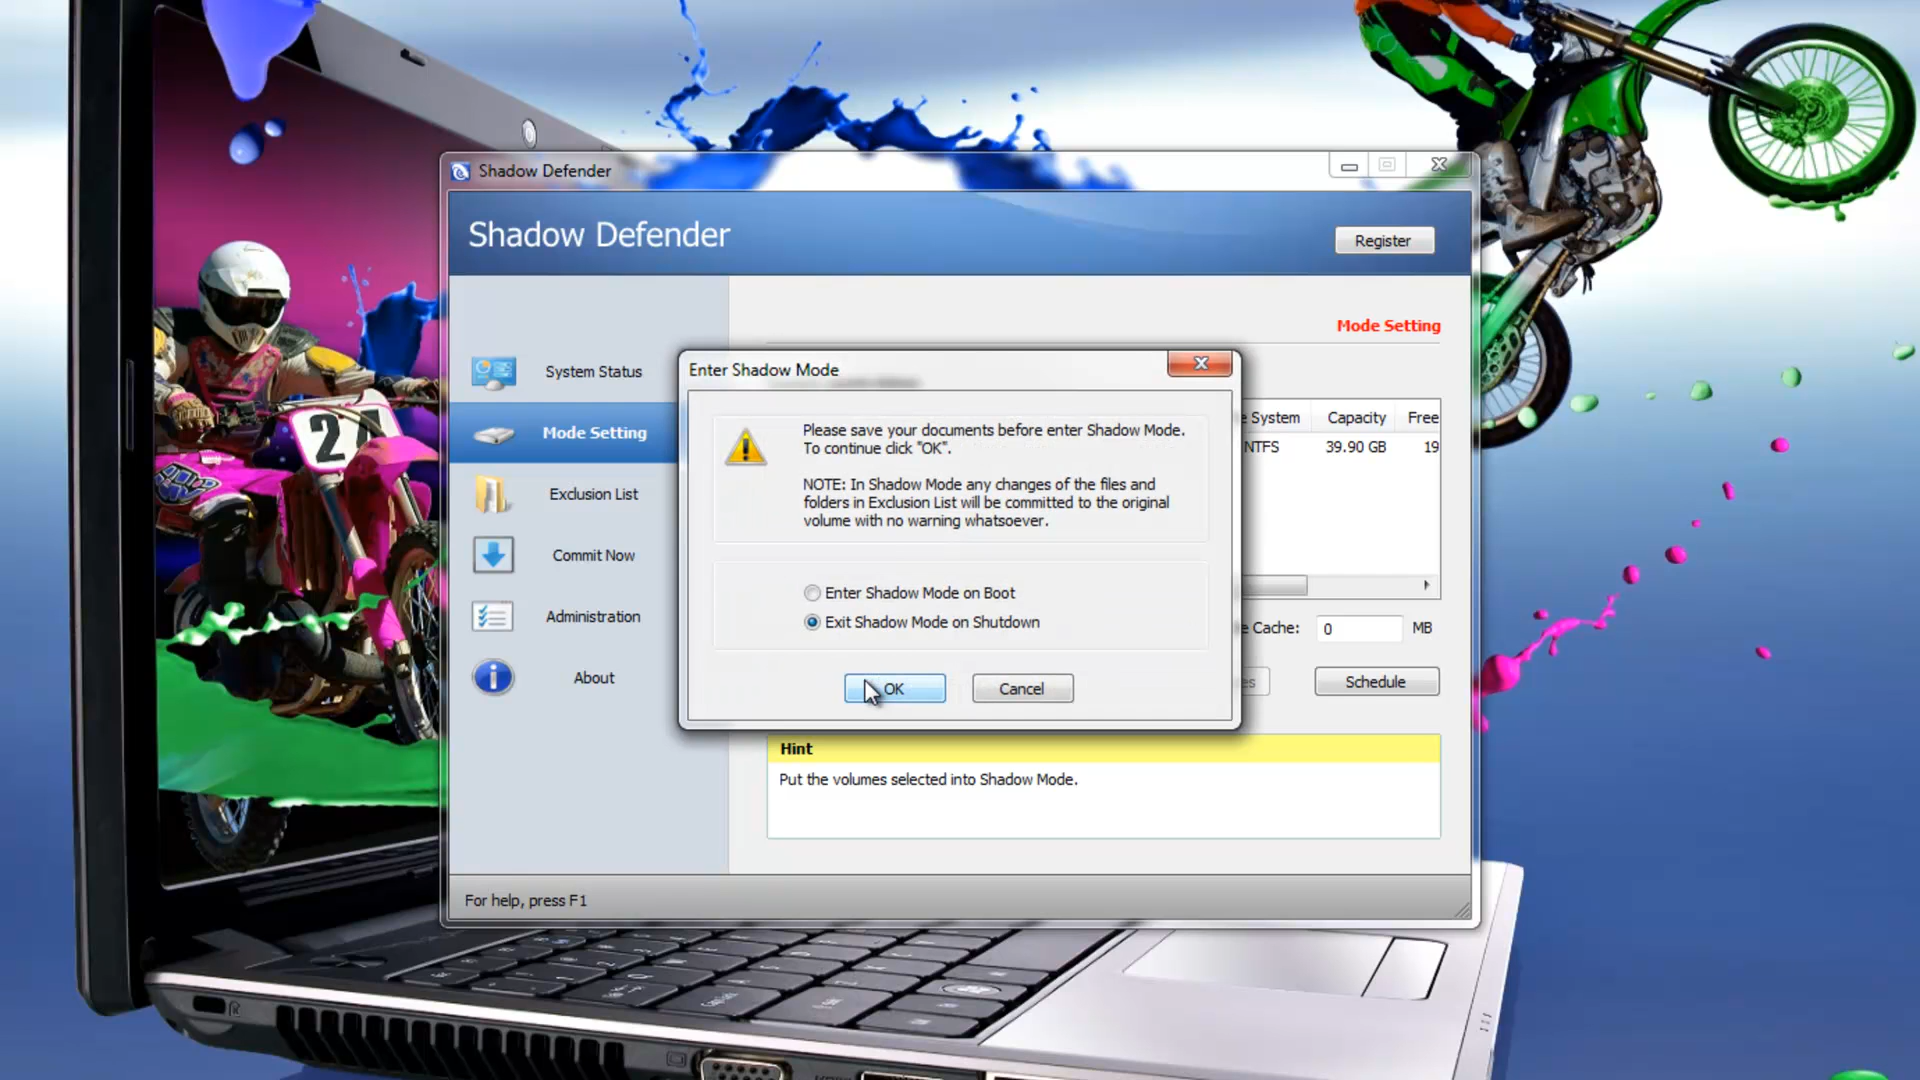 Shadow Defender
Shadow Defender
Register
Mode Setting
System Status
Mode Setting
Exclusion List
Commit Now
Administration
About
Enter Shadow Mode
Please save your documents before enter Shadow Mode.
To continue click "OK".
NOTE: In Shadow Mode any changes of the files and
folders in Exclusion List will be committed to the original
volume with no warning whatsoever.
Enter Shadow Mode on Boot
Exit Shadow Mode on Shutdown
OK
Cancel
System Capacity Free
NTFS 39.90 GB 19
Cache: 0 MB
Schedule
Hint
Put the volumes selected into Shadow Mode.
For help, press F1